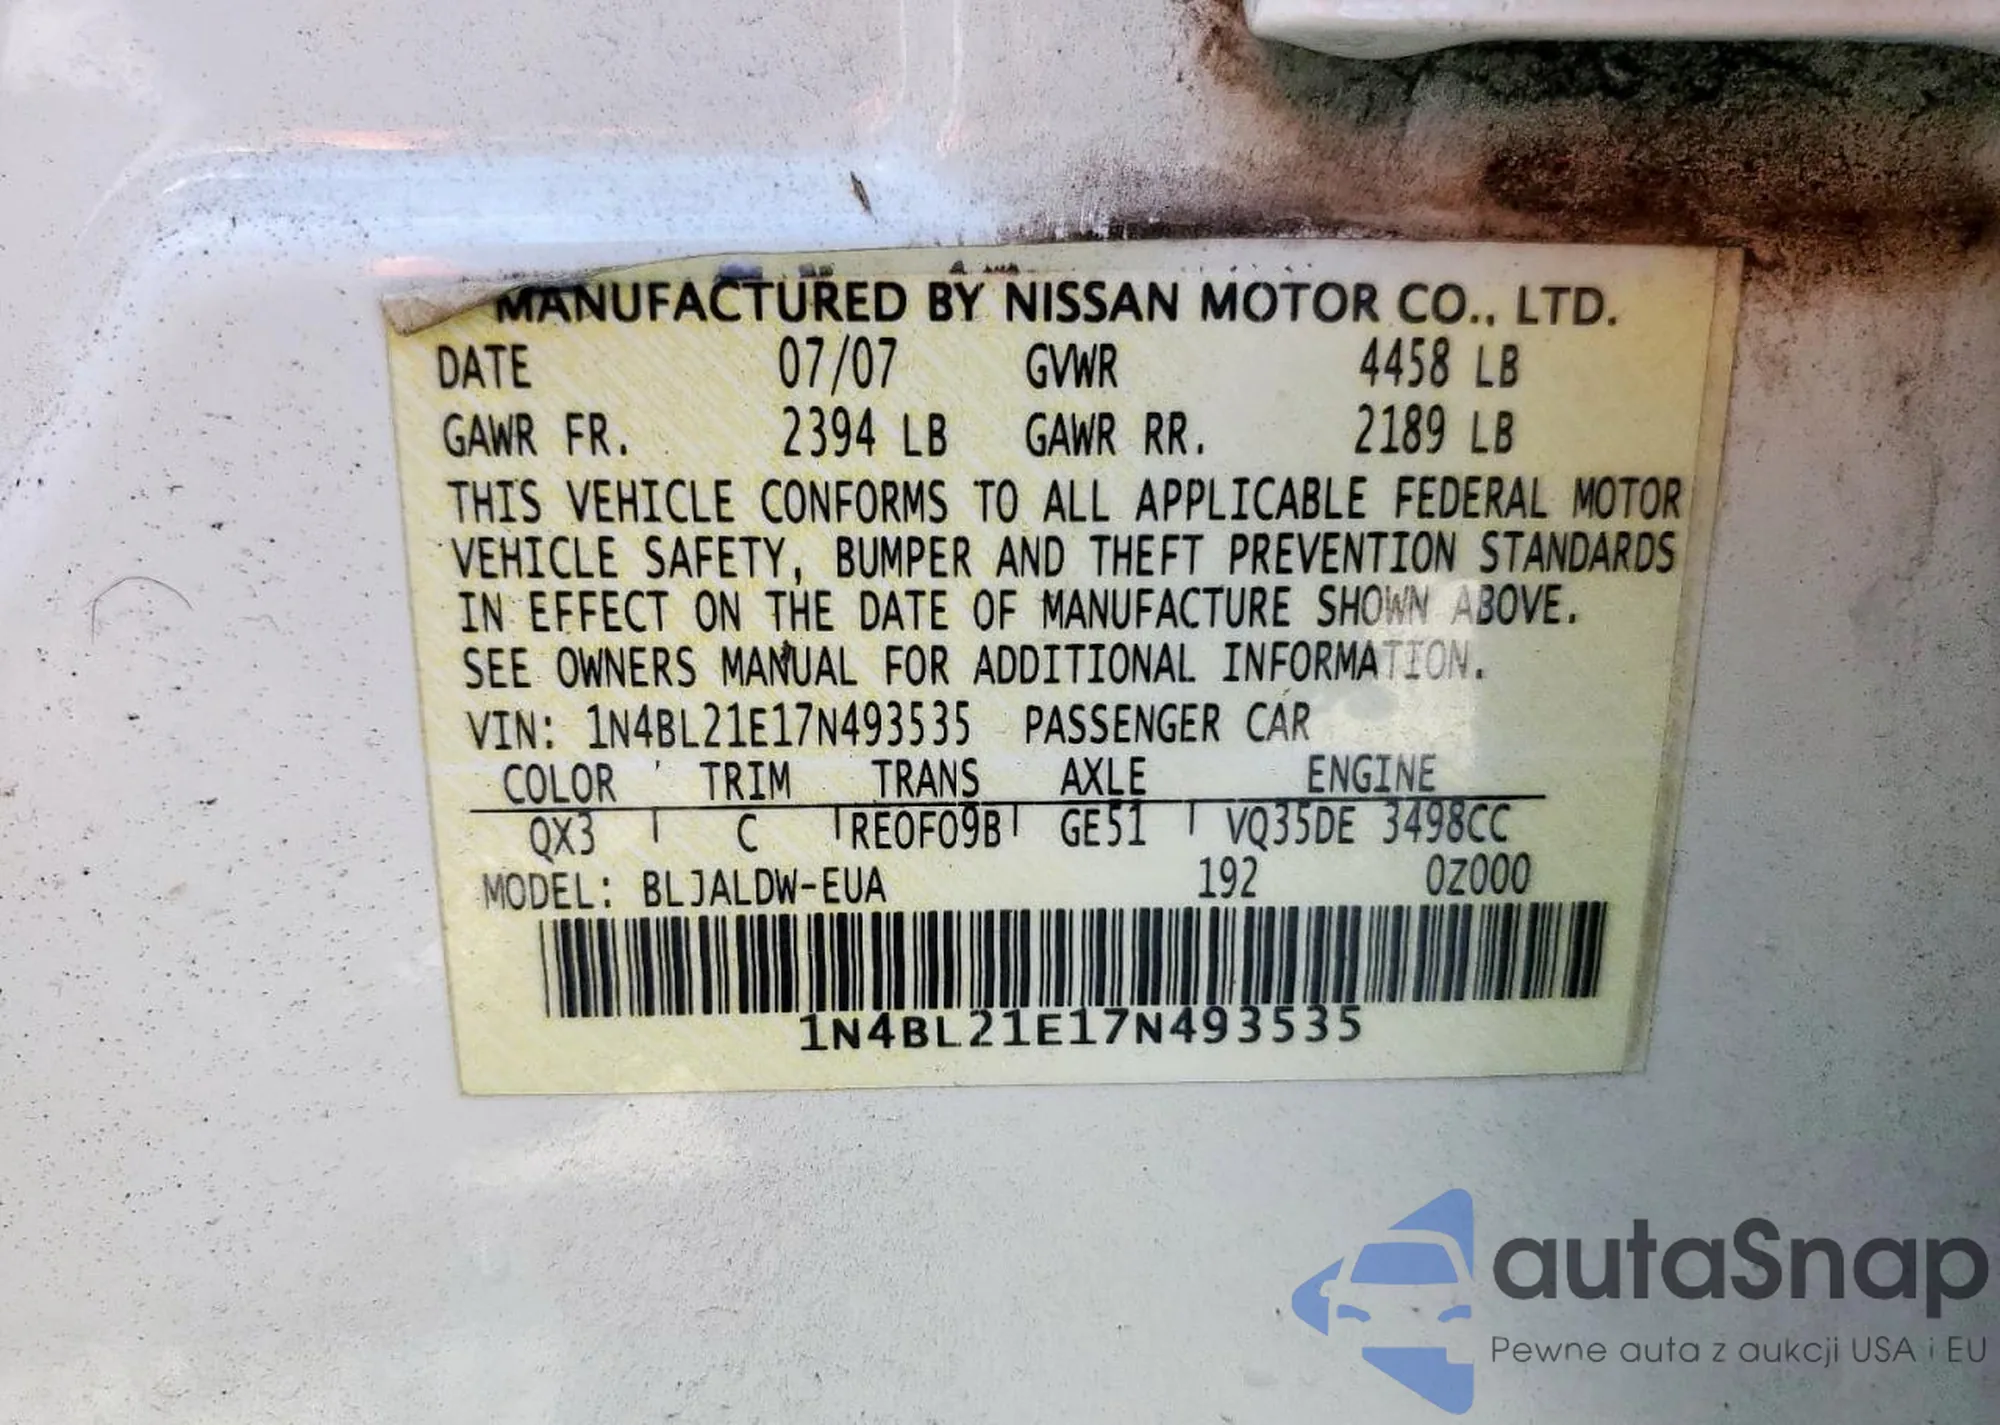 MANUFACTURED BY NISSAN MOTOR CO., LTD.
DATE 07/07 GVWR 4458 LB
GAWR FR. 2394 LB GAWR RR. 2189 LB
THIS VEHICLE CONFORMS TO ALL APPLICABLE FEDERAL MOTOR
VEHICLE SAFETY, BUMPER AND THEFT PREVENTION STANDARDS
IN EFFECT ON THE DATE OF MANUFACTURE SHOWN ABOVE.
SEE OWNERS MANUAL FOR ADDITIONAL INFORMATION.
VIN: 1N4BL21E17N493535 PASSENGER CAR
COLOR TRIM TRANS AXLE ENGINE
QX3 C RE0F09B GE51 VQ35DE 3498CC
MODEL: BLJALDW-EUA 192 0Z000
1N4BL21E17N493535
autaSnap
Pewne auta z aukcji USA i EU